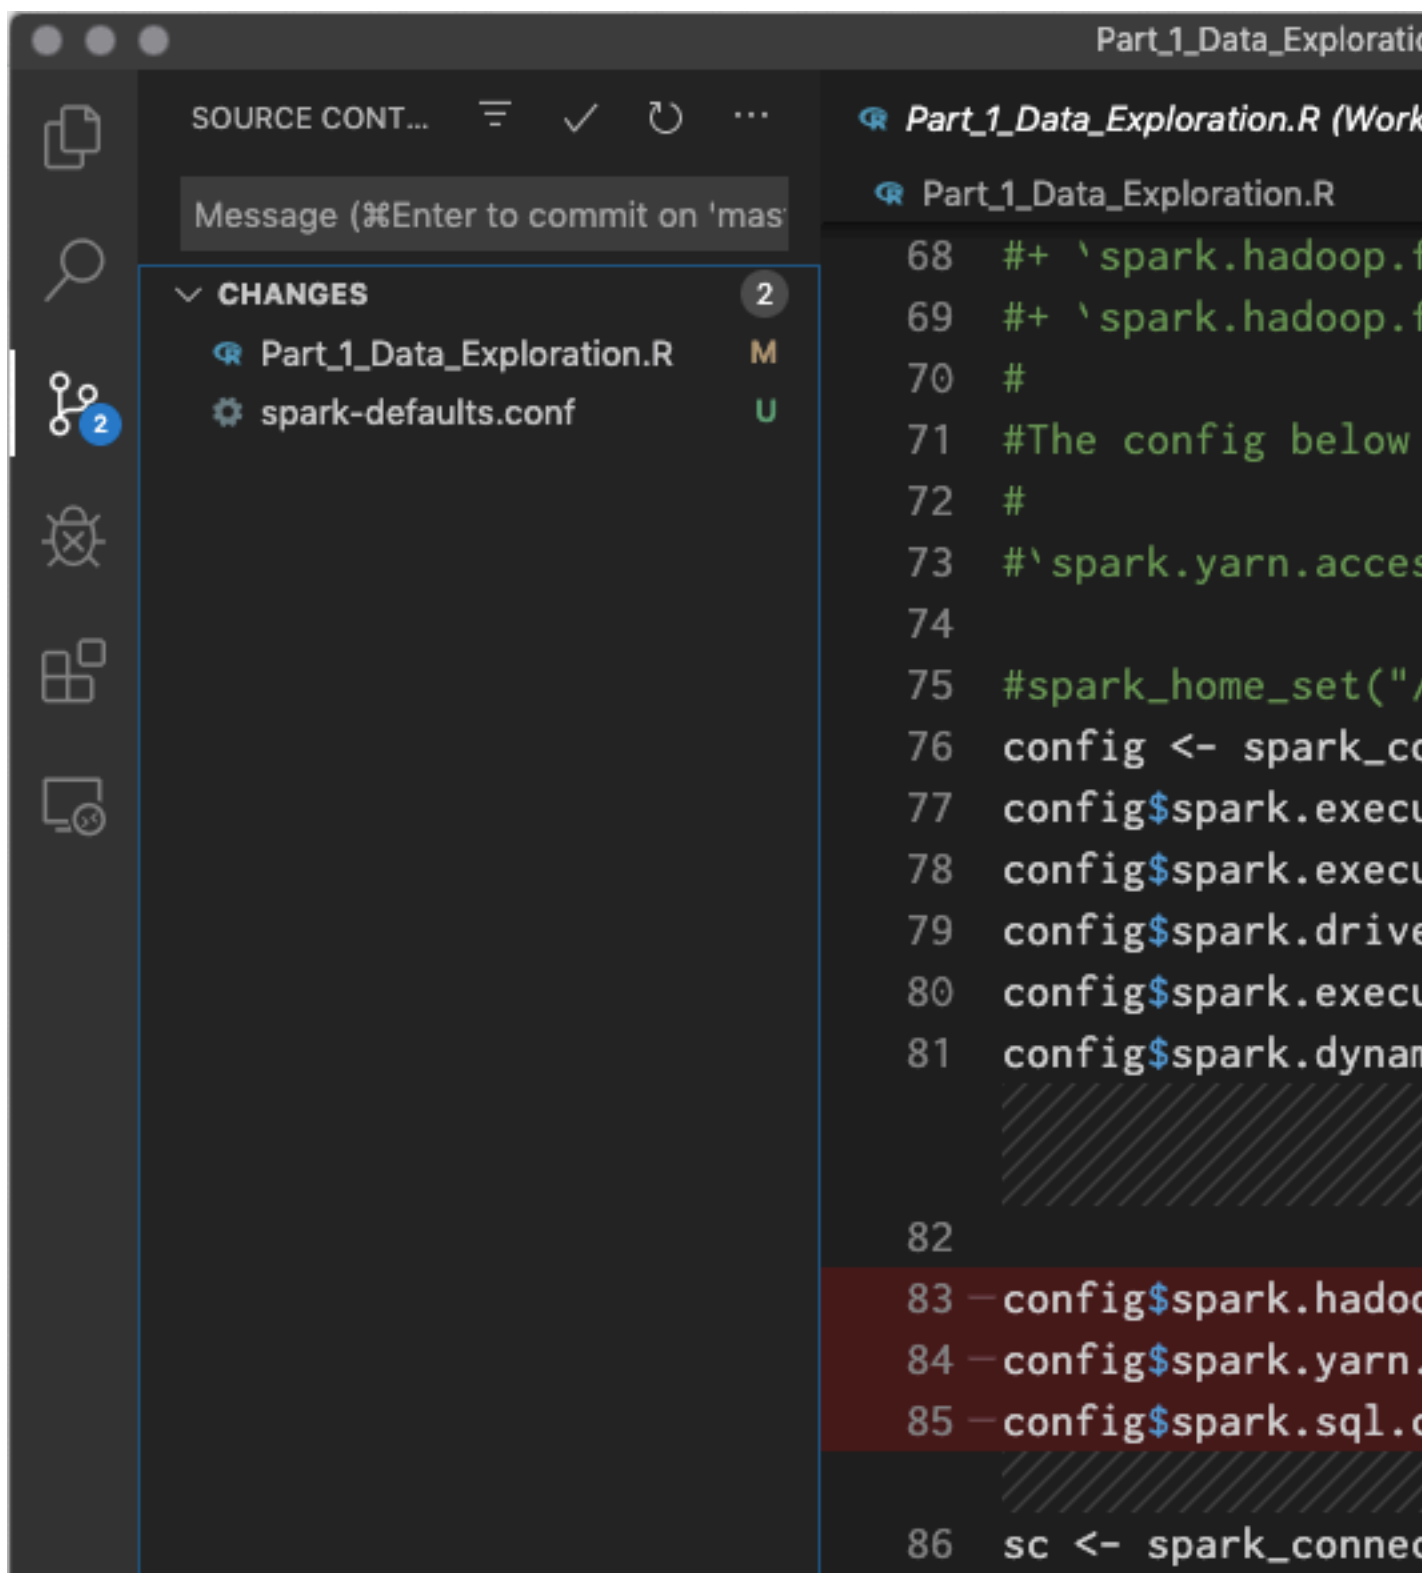 Part_1_Data_Exploratio
SOURCE CONT...
Message (⌘Enter to commit on 'mas
CHANGES 2
Part_1_Data_Exploration.R M
spark-defaults.conf U
2
Part_1_Data_Exploration.R (Work
Part_1_Data_Exploration.R
68 #+ `spark.hadoop.f
69 #+ `spark.hadoop.f
70 #
71 #The config below
72 #
73 #`spark.yarn.acces
74
75 #spark_home_set("/
76 config <- spark_co
77 config$spark.execu
78 config$spark.execu
79 config$spark.drive
80 config$spark.execu
81 config$spark.dynam
82
83 —config$spark.hadoo
84 —config$spark.yarn.
85 —config$spark.sql.c
86 sc <- spark_connec